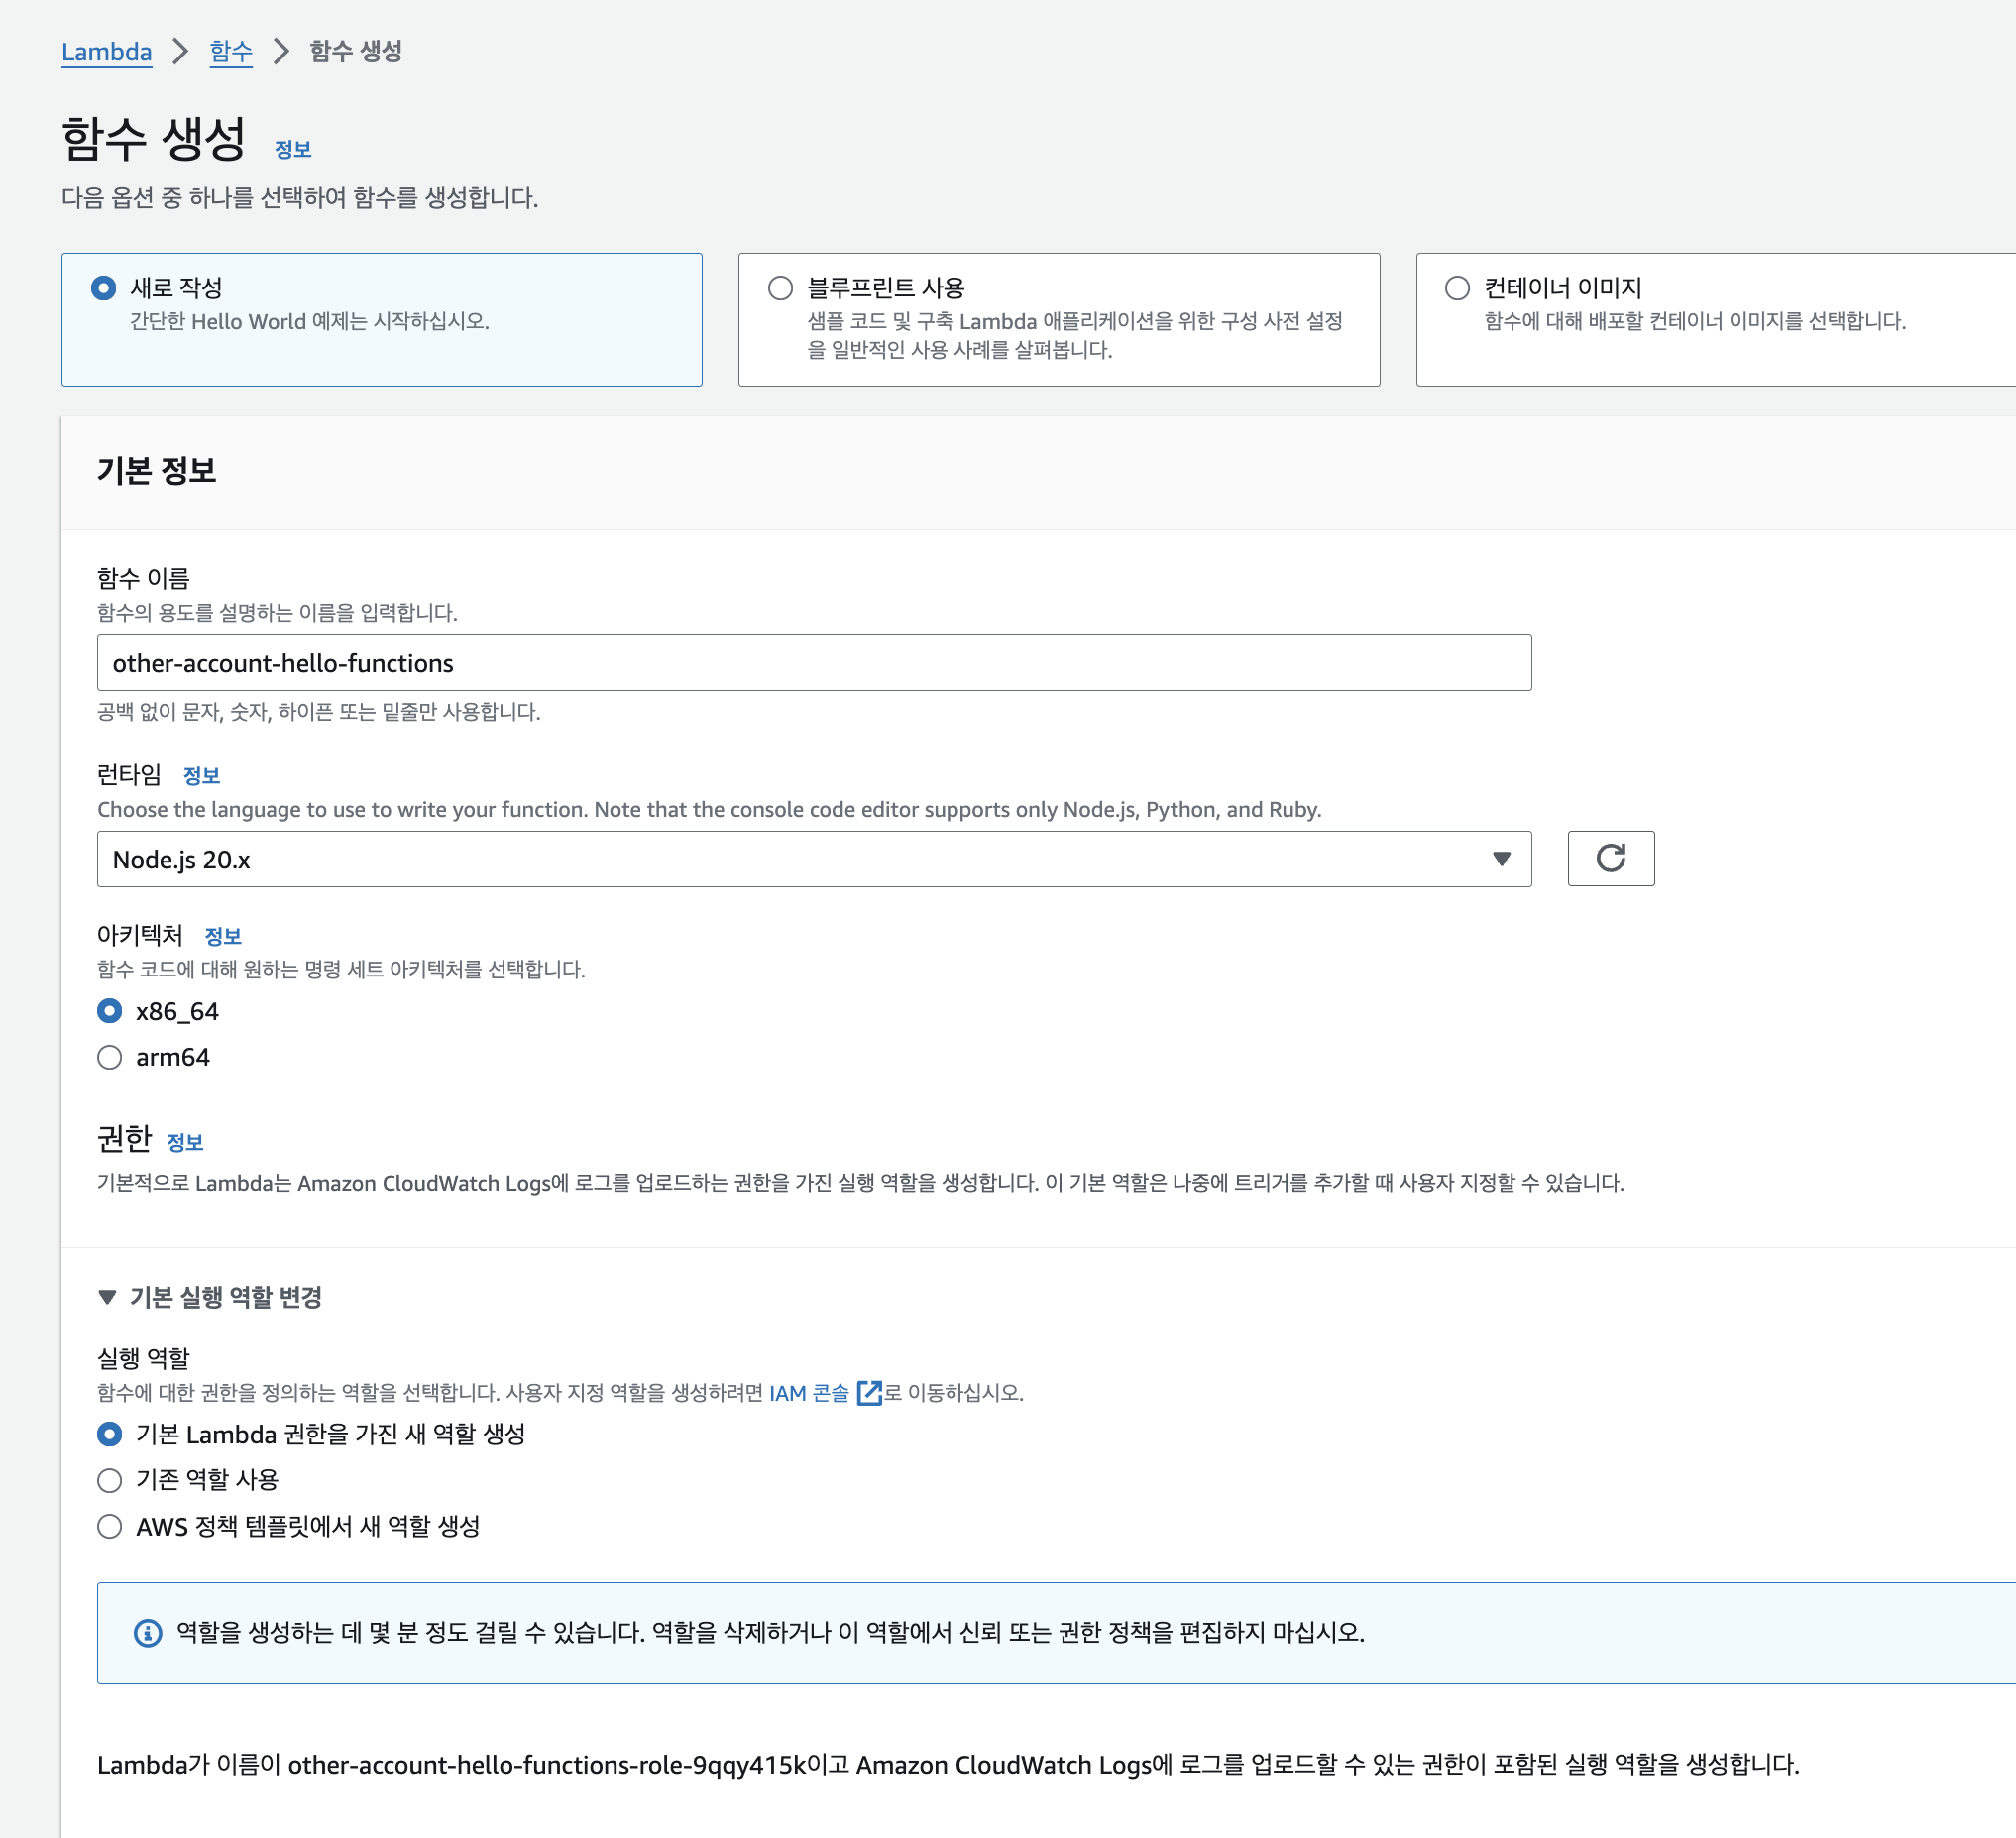 Lambda > 함수 > 함수 생성
함수 생성 정보
다음 옵션 중 하나를 선택하여 함수를 생성합니다.
새로 작성
간단한 Hello World 예제는 시작하십시오.
블루프린트 사용
샘플 코드 및 구축 Lambda 애플리케이션을 위한 구성 사전 설정
을 일반적인 사용 사례를 살펴봅니다.
컨테이너 이미지
함수에 대해 배포할 컨테이너 이미지를 선택합니다.
기본 정보
함수 이름
함수의 용도를 설명하는 이름을 입력합니다.
other-account-hello-functions
공백 없이 문자, 숫자, 하이픈 또는 밑줄만 사용합니다.
런타임 정보
Choose the language to use to write your function. Note that the console code editor supports only Node.js, Python, and Ruby.
Node.js 20.x
아키텍처 정보
함수 코드에 대해 원하는 명령 세트 아키텍처를 선택합니다.
x86_64
arm64
권한 정보
기본적으로 Lambda는 Amazon CloudWatch Logs에 로그를 업로드하는 권한을 가진 실행 역할을 생성합니다. 이 기본 역할은 나중에 트리거를 추가할 때 사용자 지정할 수 있습니다.
기본 실행 역할 변경
실행 역할
함수에 대한 권한을 정의하는 역할을 선택합니다. 사용자 지정 역할을 생성하려면 IAM 콘솔로 이동하십시오.
기본 Lambda 권한을 가진 새 역할 생성
기존 역할 사용
AWS 정책 템플릿에서 새 역할 생성
역할을 생성하는 데 몇 분 정도 걸릴 수 있습니다. 역할을 삭제하거나 이 역할에서 신뢰 또는 권한 정책을 편집하지 마십시오.
Lambda가 이름이 other-account-hello-functions-role-9qqy415k이고 Amazon CloudWatch Logs에 로그를 업로드할 수 있는 권한이 포함된 실행 역할을 생성합니다.